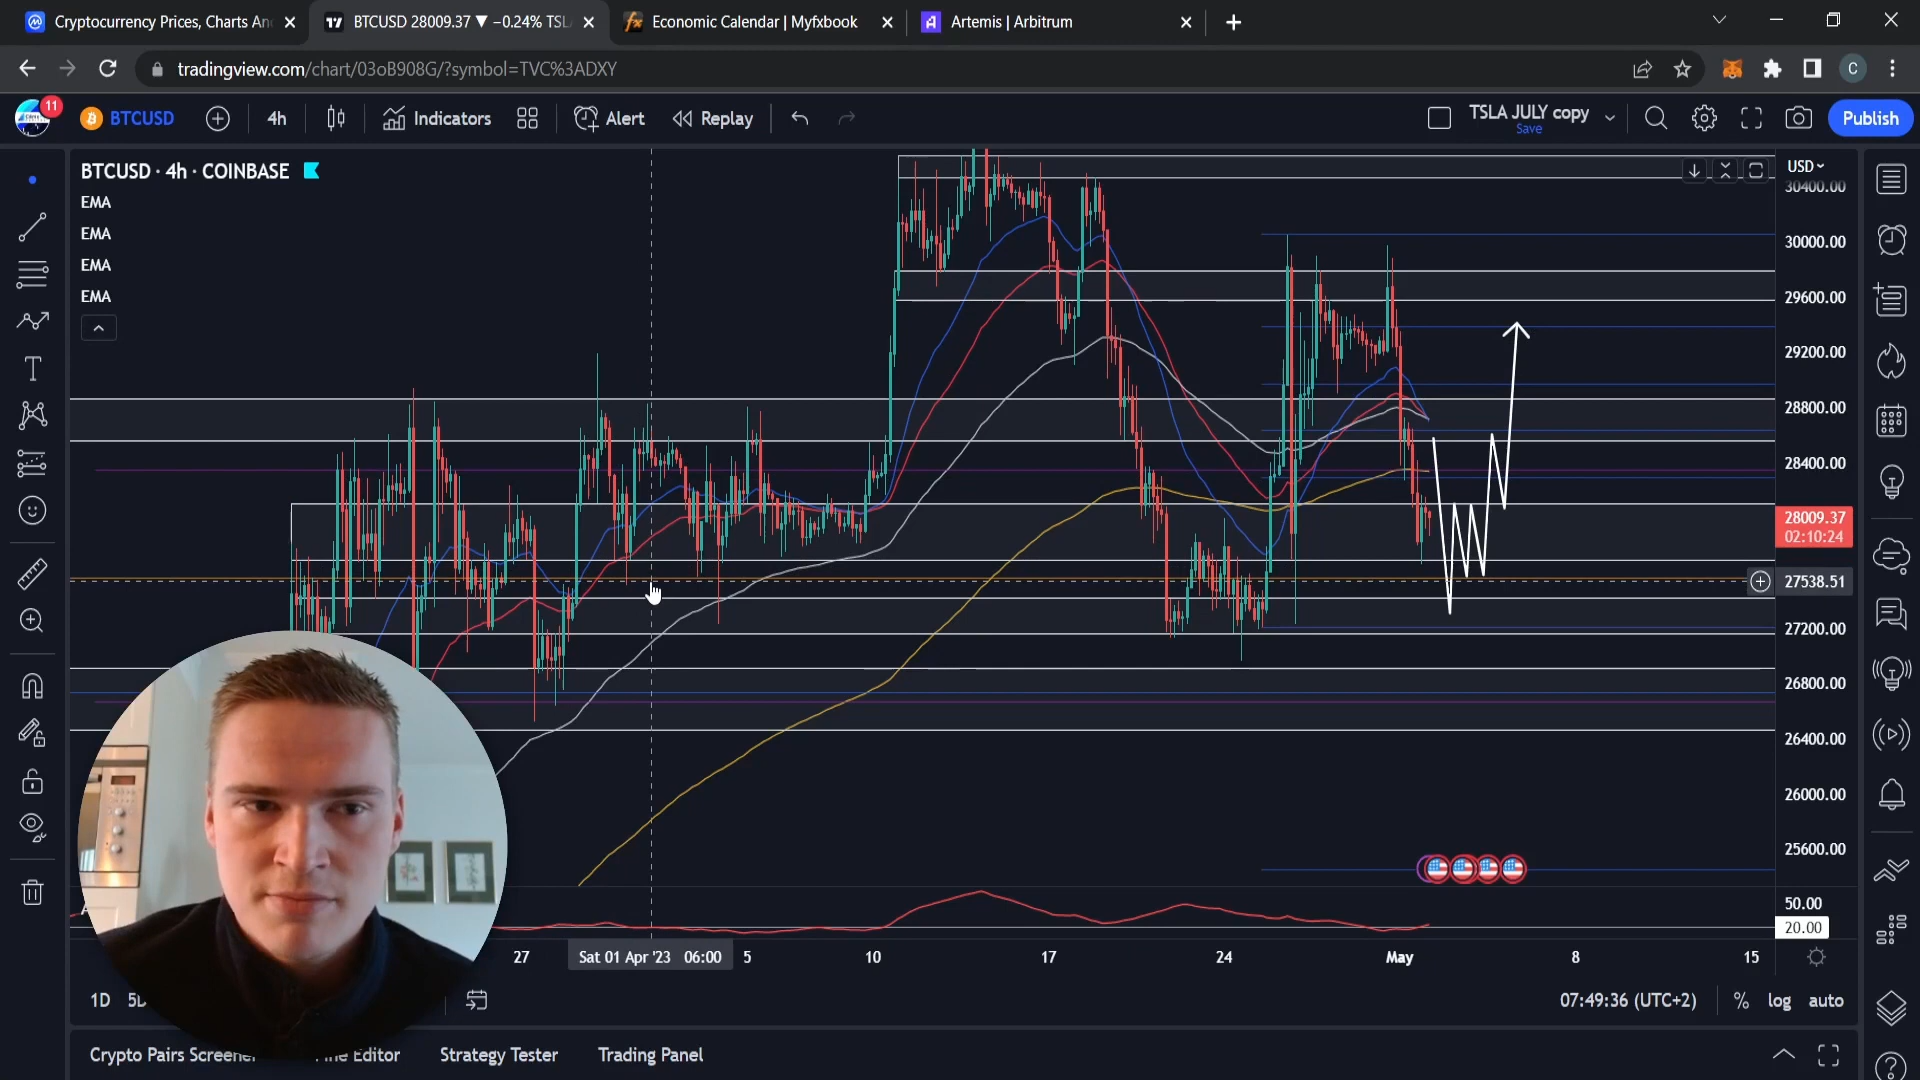 Cryptocurrency Prices, Charts An
BTCUSD 28009.37 ▼ −0.24% TSL
Economic Calendar | Myfxbook
Artemis | Arbitrum
tradingview.com/chart/03oB908G/?symbol=TVC%3ADXY
C
11
BTCUSD
4h
Indicators
Alert
Replay
TSLA JULY copy
Save
Publish
BTCUSD · 4h · COINBASE
EMA
EMA
EMA
EMA
USD
30400.00
30000.00
29600.00
29200.00
28800.00
28400.00
28009.37
02:10:24
27538.51
27200.00
26800.00
26400.00
26000.00
25600.00
50.00
20.00
27
Sat 01 Apr '23 06:00
5
10
17
24
May
8
15
1D
07:49:36 (UTC+2)
%
log
auto
Crypto Pairs Screener
Editor
Strategy Tester
Trading Panel